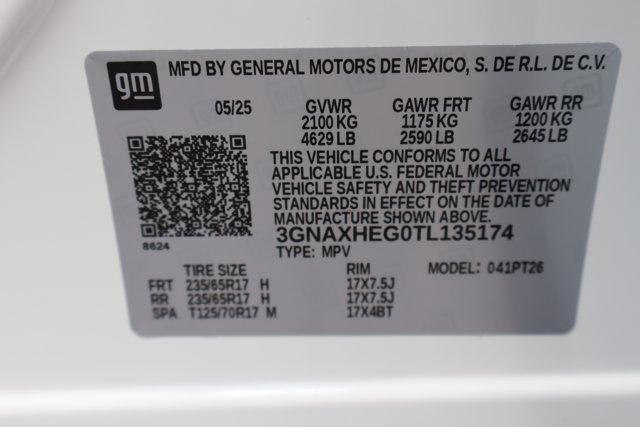 gm
MFD BY GENERAL MOTORS DE MEXICO, S. DE R.L. DE C.V.
05/25 GVWR GAWR FRT GAWR RR
2100 KG 1175 KG 1200 KG
4629 LB 2590 LB 2645 LB
THIS VEHICLE CONFORMS TO ALL
APPLICABLE U.S. FEDERAL MOTOR
VEHICLE SAFETY AND THEFT PREVENTION
STANDARDS IN EFFECT ON THE DATE OF
MANUFACTURE SHOWN ABOVE.
8624
3GNAXHEG0TL135174
TYPE: MPV
TIRE SIZE RIM MODEL: 041PT26
FRT 235/65R17 H 17X7.5J
RR 235/65R17 H 17X7.5J
SPA T125/70R17 M 17X4BT